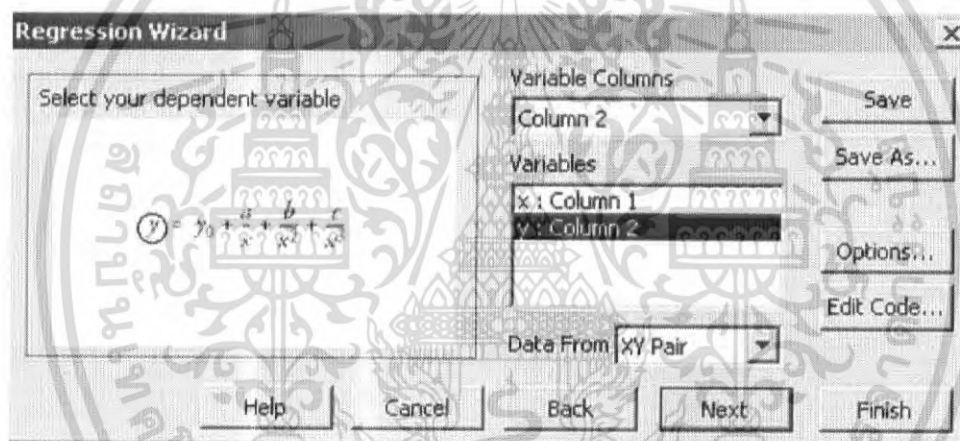 Regression Wizard
Select your dependent variable
y = y₀ + a/x + b/x² + c/x³
Variable Columns
Column 2
Variables
x : Column 1
y : Column 2
Data From XY Pair
Save
Save As...
Options...
Edit Code...
Help
Cancel
Back
Next
Finish